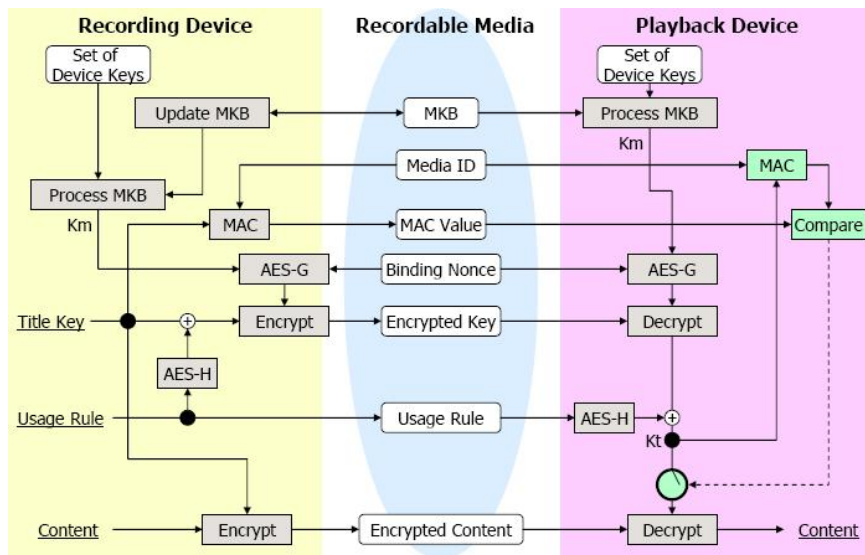 Recording Device
Recordable Media
Playback Device
Set of
Device Keys
Set of
Device Keys
Update MKB
MKB
Process MKB
Km
Media ID
MAC
Process MKB
Km
MAC
MAC Value
Compare
AES-G
Binding Nonce
AES-G
Title Key
Encrypt
Encrypted Key
Decrypt
AES-H
Usage Rule
Usage Rule
AES-H
Kt
Content
Encrypt
Encrypted Content
Decrypt
Content